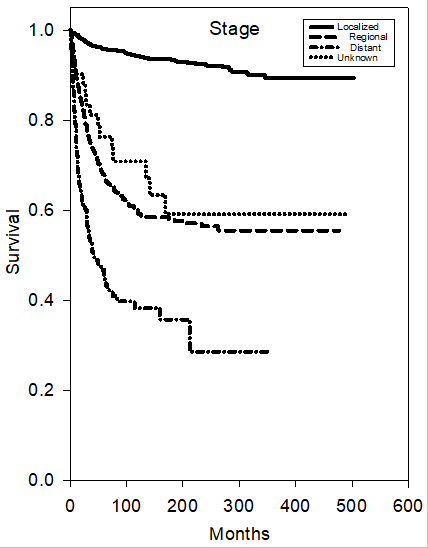 Stage
Localized
Regional
Distant
Unknown
1.0
0.8
0.6
0.4
0.2
0.0
Survival
0 100 200 300 400 500 600
Months